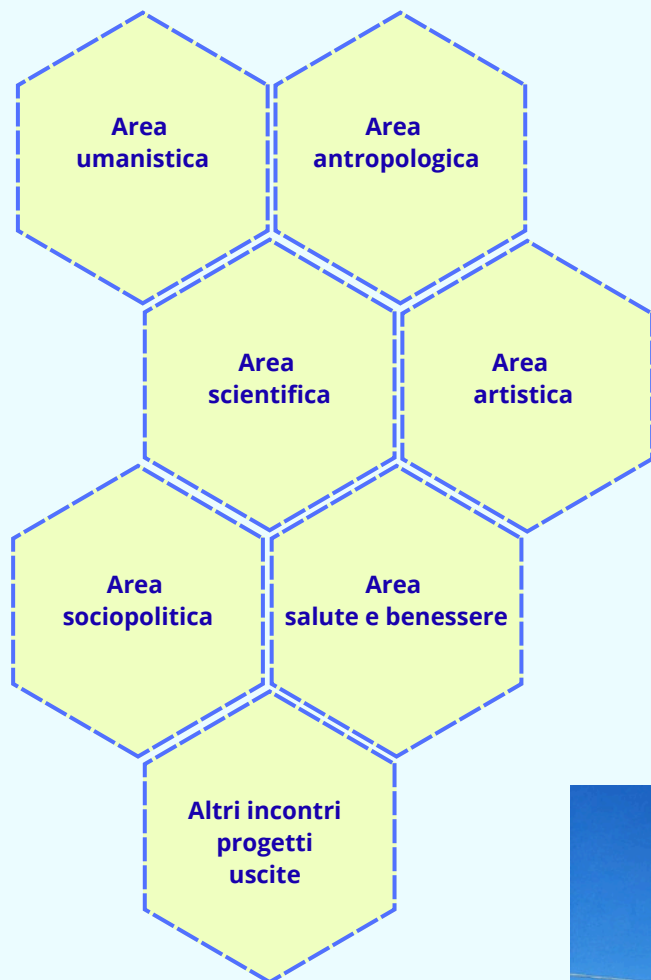 Area
umanistica
Area
antropologica
Area
scientifica
Area
artistica
Area
sociopolitica
Area
salute e benessere
Altri incontri
progetti
uscite